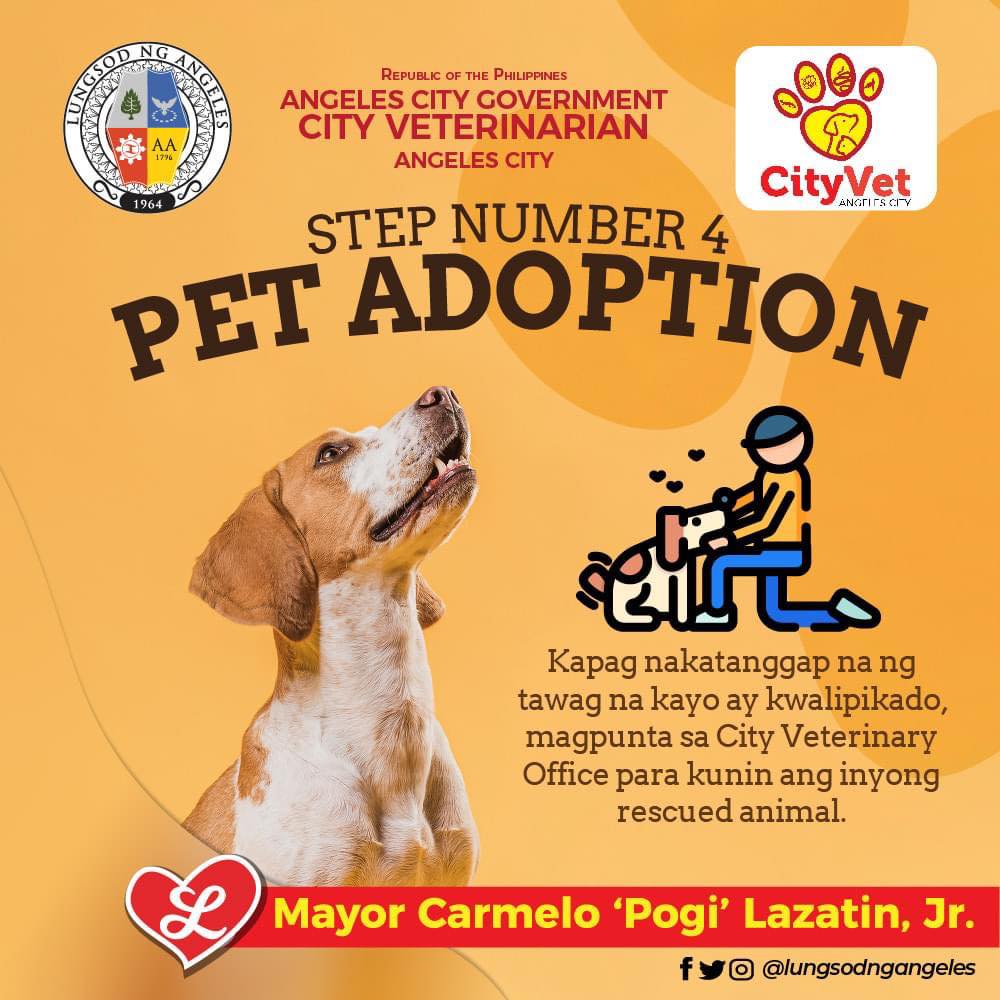 LUNGSOD NG ANGELES
AA
1796
1964
REPUBLIC OF THE PHILIPPINES
ANGELES CITY GOVERNMENT
CITY VETERINARIAN
ANGELES CITY
CityVet
ANGELES CITY
STEP NUMBER 4
PET ADOPTION
Kapag nakatanggap na ng
tawag na kayo ay kwalipikado,
magpunta sa City Veterinary
Office para kunin ang inyong
rescued animal.
L
Mayor Carmelo ‘Pogi’ Lazatin, Jr.
@lungsodngangeles